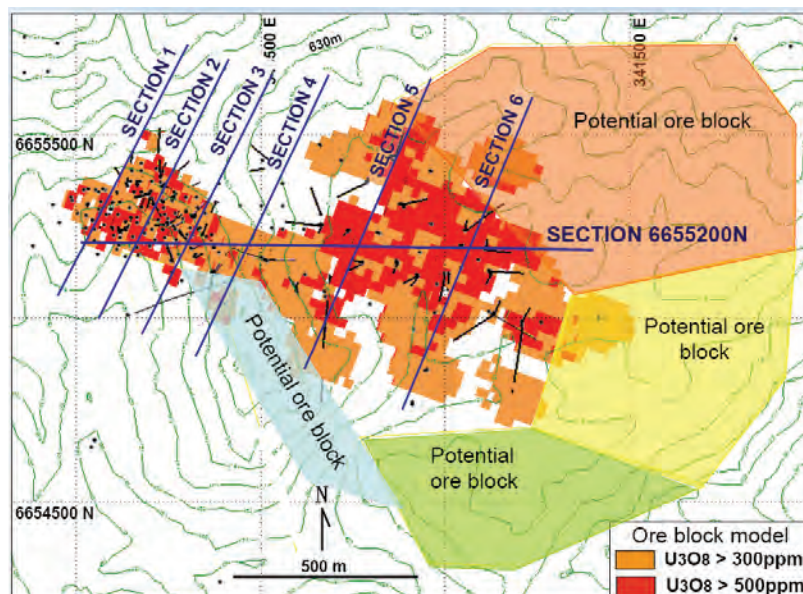 500 E
341500 E
630m
SECTION 1
SECTION 2
SECTION 3
SECTION 4
SECTION 5
SECTION 6
Potential ore block
6655500 N
SECTION 6655200N
Potential ore
block
Potential ore block
Potential
ore block
6654500 N
N
500 m
Ore block model
U3O8 > 300ppm
U3O8 > 500ppm